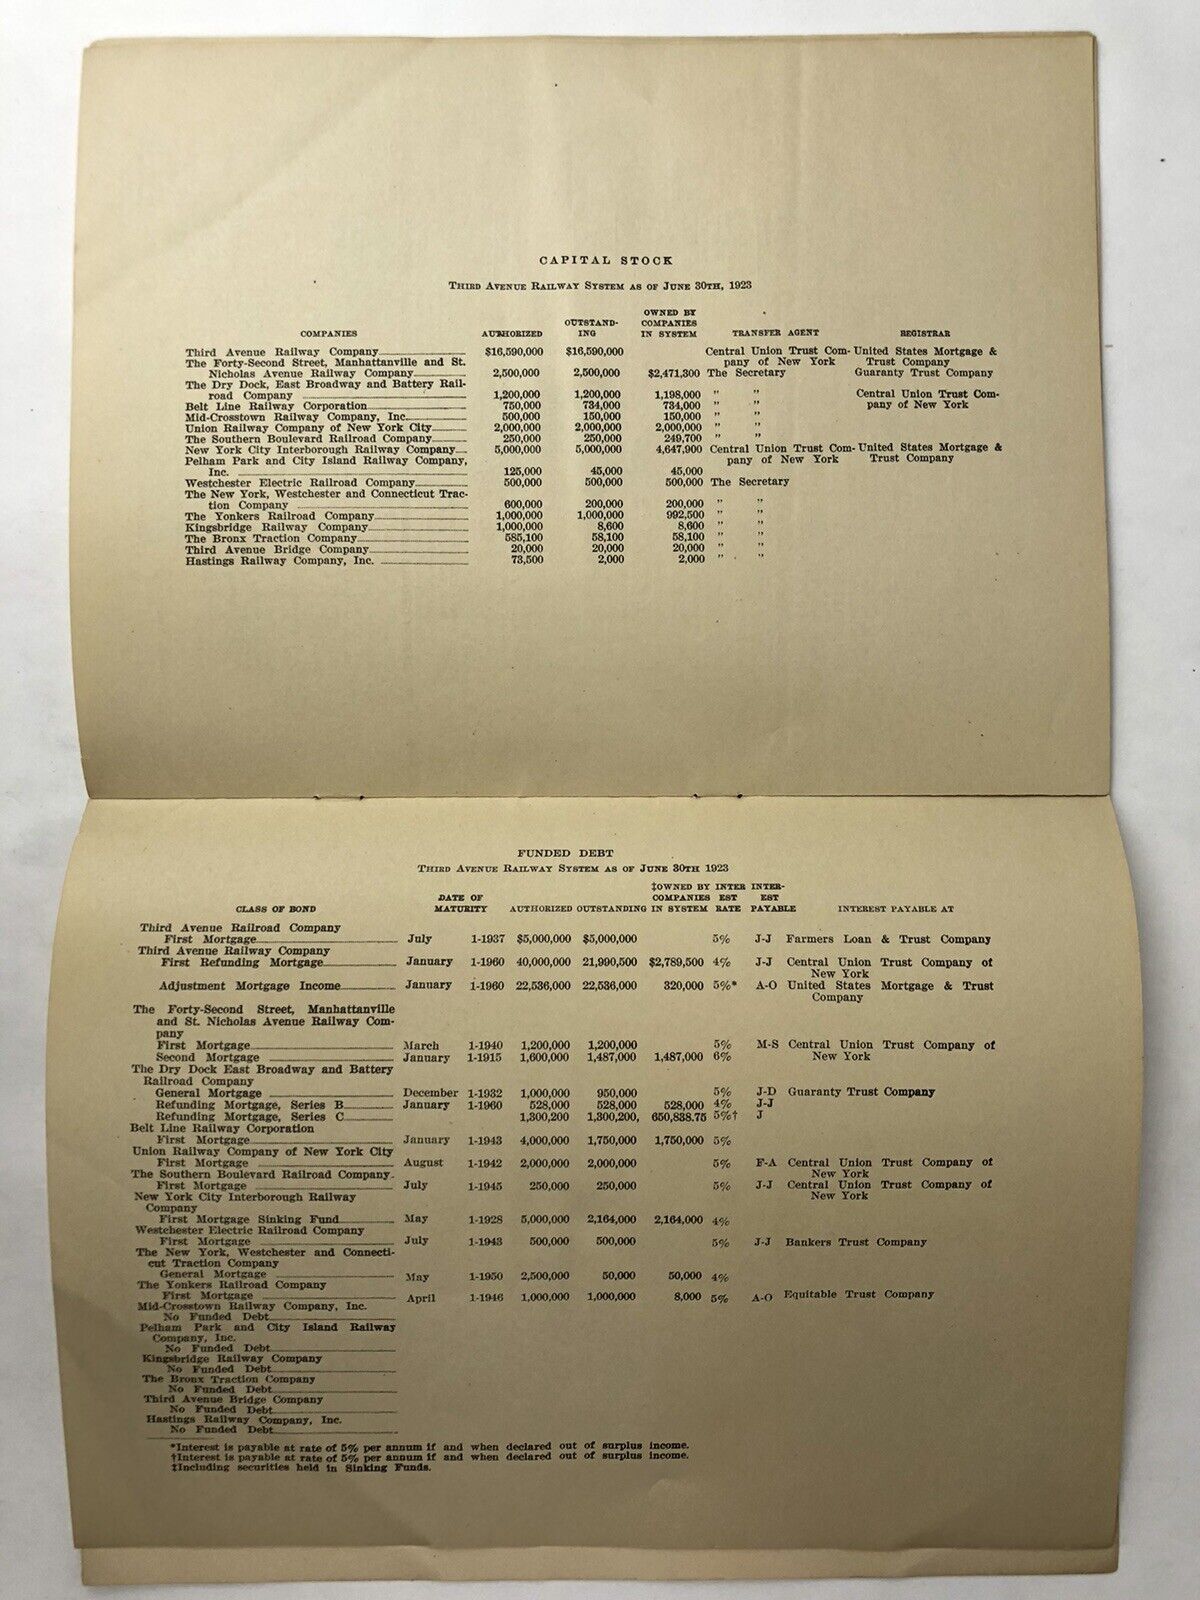 CAPITAL STOCK
THIRD AVENUE RAILWAY SYSTEM AS OF JUNE 30TH, 1923
COMPANIES AUTHORIZED OUTSTAND- ING OWNED BY COMPANIES IN SYSTEM TRANSFER AGENT REGISTRAR
Third Avenue Railway Company $16,590,000 $16,590,000 Central Union Trust Com- United States Mortgage &
pany of New York Trust Company
The Forty-Second Street, Manhattanville and St.
Nicholas Avenue Railway Company 2,500,000 2,500,000 $2,471,300 The Secretary Guaranty Trust Company
The Dry Dock, East Broadway and Battery Rail-
road Company 1,200,000 1,200,000 1,198,000 " " Central Union Trust Com-
Belt Line Railway Corporation 750,000 734,000 734,000 " " pany of New York
Mid-Crosstown Railway Company, Inc. 500,000 150,000 150,000 " "
Union Railway Company of New York City 2,000,000 2,000,000 2,000,000 " "
The Southern Boulevard Railroad Company 250,000 250,000 249,700 " "
New York City Interborough Railway Company 5,000,000 5,000,000 4,647,900 Central Union Trust Com- United States Mortgage &
pany of New York Trust Company
Pelham Park and City Island Railway Company,
Inc. 125,000 45,000 45,000
Westchester Electric Railroad Company 500,000 500,000 500,000 The Secretary
The New York, Westchester and Connecticut Trac-
tion Company 600,000 200,000 200,000 " "
The Yonkers Railroad Company 1,000,000 1,000,000 992,500 " "
Kingsbridge Railway Company 1,000,000 8,600 8,600 " "
The Bronx Traction Company 585,100 58,100 58,100 " "
Third Avenue Bridge Company 20,000 20,000 20,000 " "
Hastings Railway Company, Inc. 73,500 2,000 2,000 " "
FUNDED DEBT
THIRD AVENUE RAILWAY SYSTEM AS OF JUNE 30TH 1923
CLASS OF BOND DATE OF MATURITY AUTHORIZED OUTSTANDING ‡OWNED BY COMPANIES IN SYSTEM INTER EST RATE INTER- EST PAYABLE INTEREST PAYABLE AT
Third Avenue Railroad Company
First Mortgage July 1-1937 $5,000,000 $5,000,000 5% J-J Farmers Loan & Trust Company
Third Avenue Railway Company
First Refunding Mortgage January 1-1960 40,000,000 21,990,500 $2,789,500 4% J-J Central Union Trust Company of
New York
Adjustment Mortgage Income January 1-1960 22,536,000 22,536,000 320,000 5%* A-O United States Mortgage & Trust
Company
The Forty-Second Street, Manhattanville
and St. Nicholas Avenue Railway Com-
pany
First Mortgage March 1-1940 1,200,000 1,200,000 5% M-S Central Union Trust Company of
Second Mortgage January 1-1915 1,600,000 1,487,000 1,487,000 6% New York
The Dry Dock East Broadway and Battery
Railroad Company
General Mortgage December 1-1932 1,000,000 950,000 5% J-D Guaranty Trust Company
Refunding Mortgage, Series B January 1-1960 528,000 528,000 528,000 4% J-J
Refunding Mortgage, Series C 1,300,200 1,300,200, 650,838.75 5%† J
Belt Line Railway Corporation
First Mortgage January 1-1943 4,000,000 1,750,000 1,750,000 5%
Union Railway Company of New York City
First Mortgage August 1-1942 2,000,000 2,000,000 5% F-A Central Union Trust Company of
New York
The Southern Boulevard Railroad Company
First Mortgage July 1-1945 250,000 250,000 5% J-J Central Union Trust Company of
New York
New York City Interborough Railway
Company
First Mortgage Sinking Fund May 1-1928 5,000,000 2,164,000 2,164,000 4%
Westchester Electric Railroad Company
First Mortgage July 1-1943 500,000 500,000 5% J-J Bankers Trust Company
The New York, Westchester and Connecti-
cut Traction Company
General Mortgage May 1-1950 2,500,000 50,000 50,000 4%
The Yonkers Railroad Company
First Mortgage April 1-1946 1,000,000 1,000,000 8,000 5% A-O Equitable Trust Company
Mid-Crosstown Railway Company, Inc.
No Funded Debt
Pelham Park and City Island Railway
Company, Inc.
No Funded Debt
Kingsbridge Railway Company
No Funded Debt
The Bronx Traction Company
No Funded Debt
Third Avenue Bridge Company
No Funded Debt
Hastings Railway Company, Inc.
No Funded Debt
*Interest is payable at rate of 5% per annum if and when declared out of surplus income.
†Interest is payable at rate of 5% per annum if and when declared out of surplus income.
‡Including securities held in Sinking Funds.